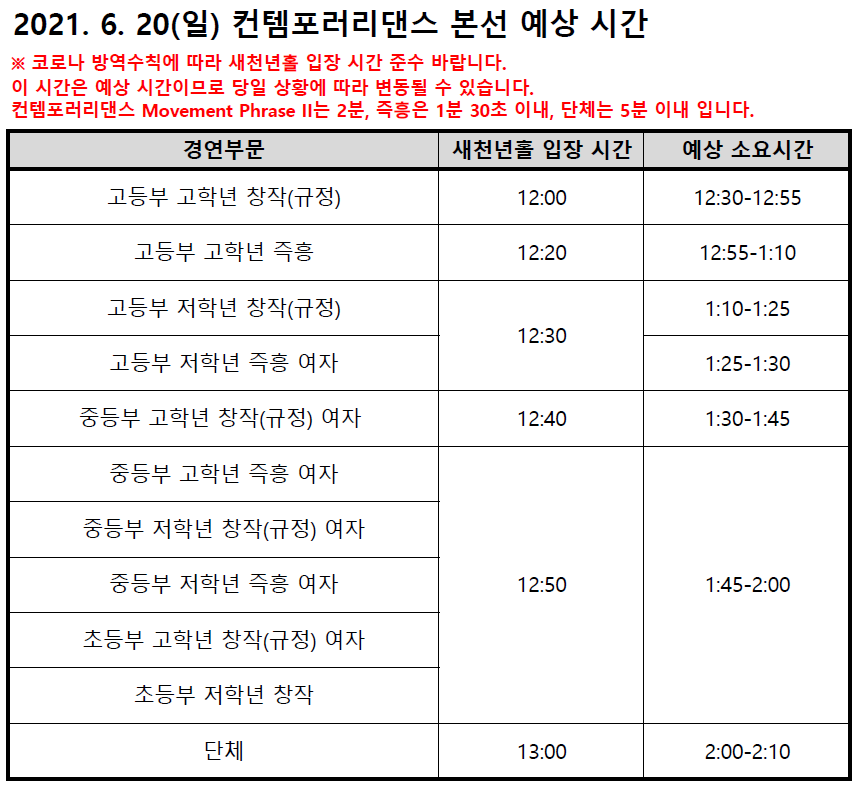 2021. 6. 20(일) 컨템포러리댄스 본선 예상 시간
※ 코로나 방역수칙에 따라 새천년홀 입장 시간 준수 바랍니다.
이 시간은 예상 시간이므로 당일 상황에 따라 변동될 수 있습니다.
컨템포러리댄스 Movement Phrase II는 2분, 즉흥은 1분 30초 이내, 단체는 5분 이내 입니다.
경연부문 새천년홀 입장 시간 예상 소요시간
고등부 고학년 창작(규정) 12:00 12:30-12:55
고등부 고학년 즉흥 12:20 12:55-1:10
고등부 저학년 창작(규정) 12:30 1:10-1:25
고등부 저학년 즉흥 여자 1:25-1:30
중등부 고학년 창작(규정) 여자 12:40 1:30-1:45
중등부 고학년 즉흥 여자
중등부 저학년 창작(규정) 여자
중등부 저학년 즉흥 여자 12:50 1:45-2:00
초등부 고학년 창작(규정) 여자
초등부 저학년 창작
단체 13:00 2:00-2:10